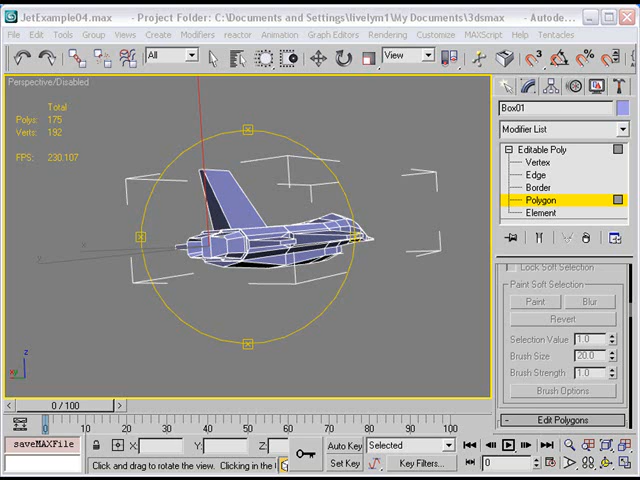 JetExample04.max - Project Folder: C:\Documents and Settings\livelym1\My Documents\3dsmax - Autode...
File Edit Tools Group Views Create Modifiers reactor Animation Graph Editors Rendering Customize MAXScript Help Tentacles
All View
Perspective/Disabled
Total
Polys: 175
Verts: 192
FPS: 230.107
z
x
y
Box01
Modifier List
Editable Poly
Vertex
Edge
Border
Polygon
Element
Lock Soft Selection
Paint Soft Selection
Paint Blur
Revert
Selection Value : 1.0
Brush Size 20.0
Brush Strength : 1.0
Brush Options
- Edit Polygons
< 0 / 100 >
0 10 20 30 40 50 60 70 80 90 100
saveMAXFile X: Y: Z: Auto Key Selected
Click and drag to rotate the view. Clicking in the Set Key Key Filters... 0